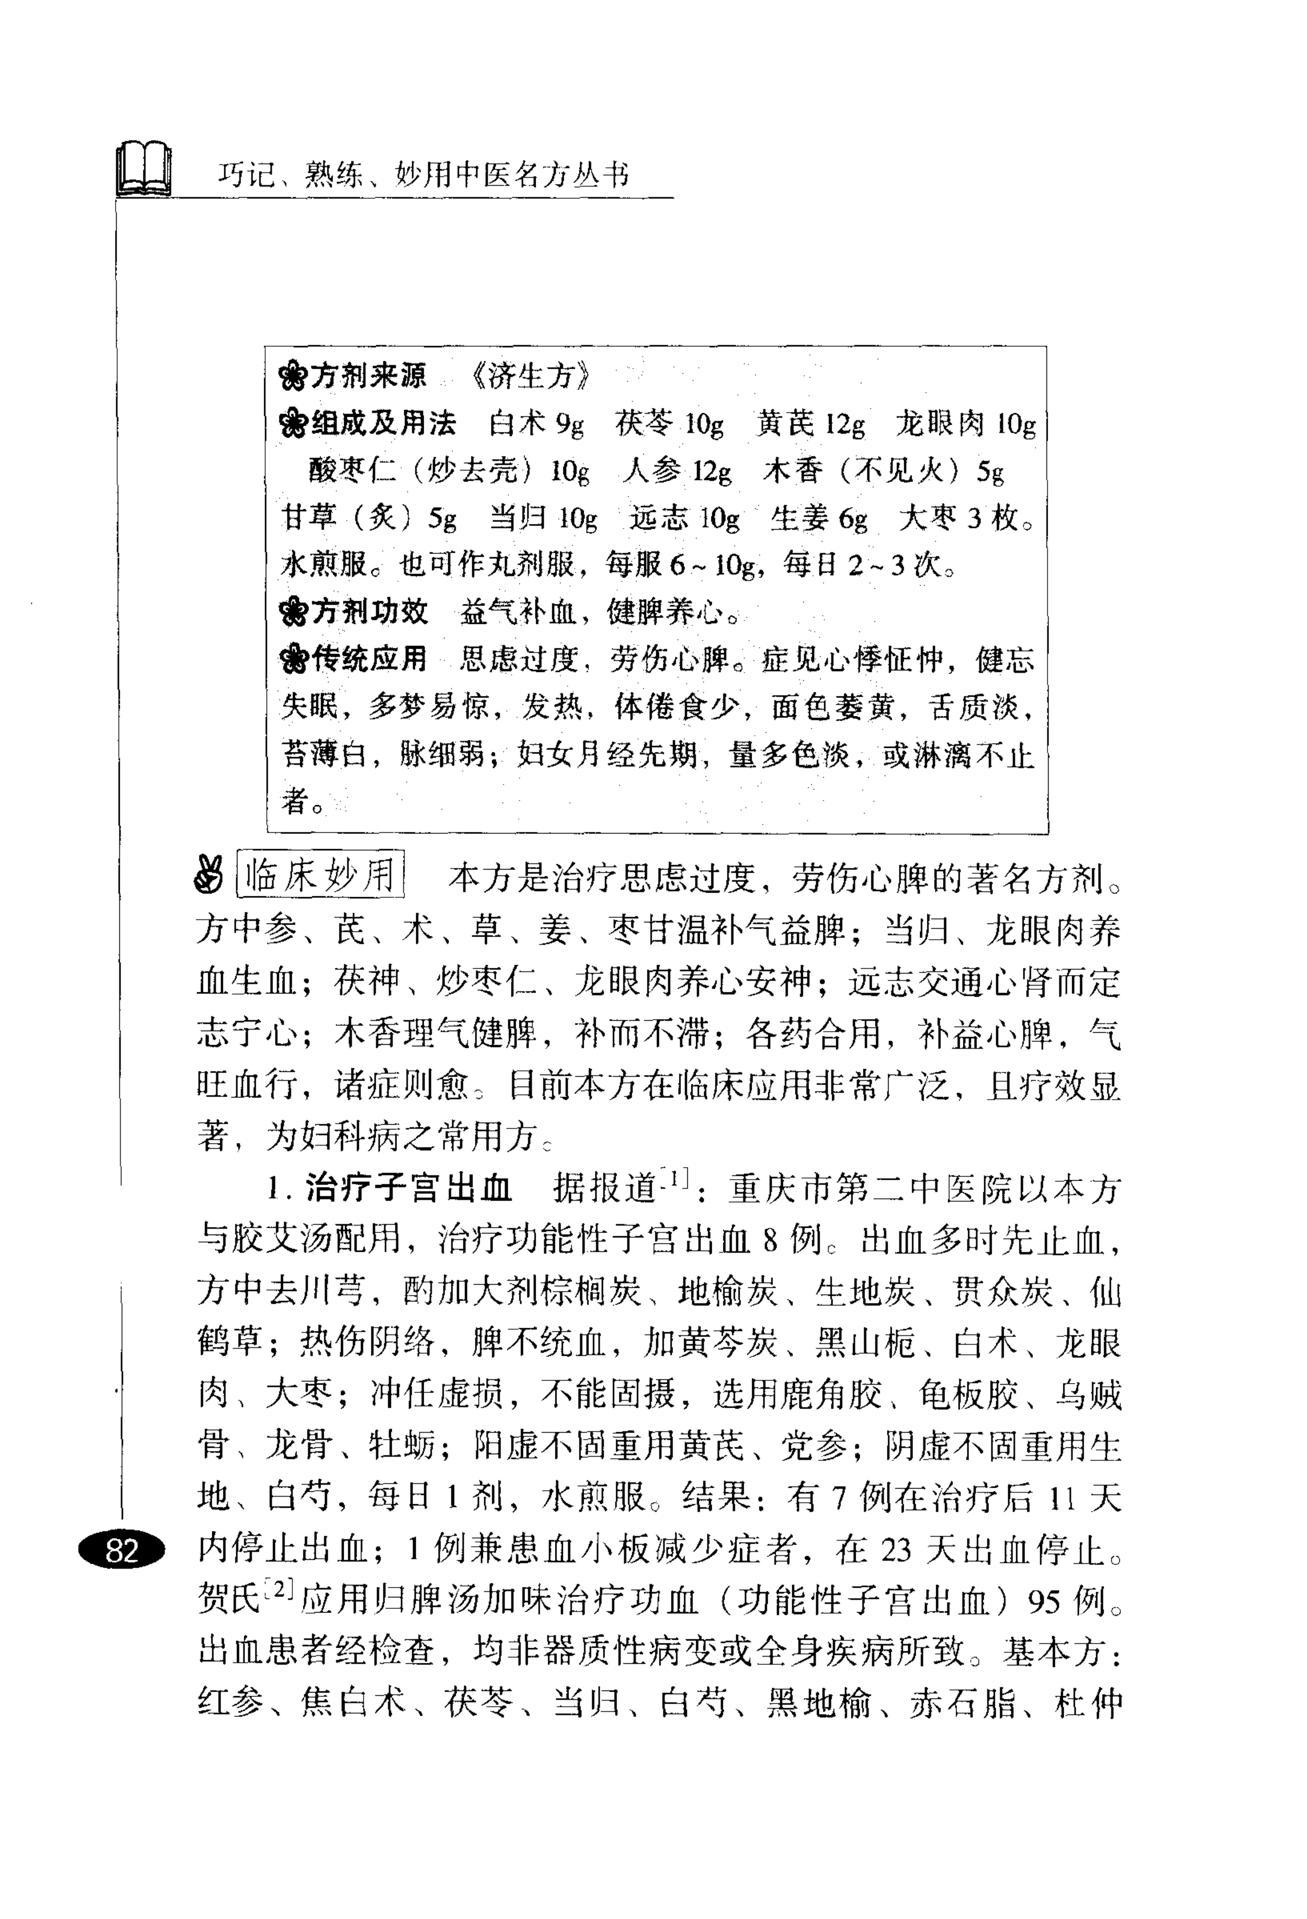 巧记、熟练、妙用中医名方丛书
方剂来源 《济生方》
组成及用法 白术 9g 茯苓 10g 黄芪 12g 龙眼肉 10g
酸枣仁（炒去壳）10g 人参 12g 木香（不见火）5g
甘草（炙）5g 当归 10g 远志 10g 生姜 6g 大枣 3 枚。
水煎服。也可作丸剂服，每服 6~10g，每日 2~3 次。
方剂功效 益气补血，健脾养心。
传统应用 思虑过度，劳伤心脾。症见心悸怔忡，健忘
失眠，多梦易惊，发热，体倦食少，面色萎黄，舌质淡，
苔薄白，脉细弱；妇女月经先期，量多色淡，或淋漓不止
者。
临床妙用 本方是治疗思虑过度，劳伤心脾的著名方剂。
方中参、芪、术、草、姜、枣甘温补气益脾；当归、龙眼肉养
血生血；茯神、炒枣仁、龙眼肉养心安神；远志交通心肾而定
志宁心；木香理气健脾，补而不滞；各药合用，补益心脾，气
旺血行，诸症则愈。目前本方在临床应用非常广泛，且疗效显
著，为妇科病之常用方。
1. 治疗子宫出血 据报道[1]：重庆市第二中医院以本方
与胶艾汤配用，治疗功能性子宫出血 8 例。出血多时先止血，
方中去川芎，酌加大剂棕榈炭、地榆炭、生地炭、贯众炭、仙
鹤草；热伤阴络，脾不统血，加黄芩炭、黑山栀、白术、龙眼
肉、大枣；冲任虚损，不能固摄，选用鹿角胶、龟板胶、乌贼
骨、龙骨、牡蛎；阳虚不固重用黄芪、党参；阴虚不固重用生
地、白芍，每日 1 剂，水煎服。结果：有 7 例在治疗后 11 天
内停止出血；1 例兼患血小板减少症者，在 23 天出血停止。
贺氏[2]应用归脾汤加味治疗功血（功能性子宫出血）95 例。
出血患者经检查，均非器质性病变或全身疾病所致。基本方：
红参、焦白术、茯苓、当归、白芍、黑地榆、赤石脂、杜仲
82